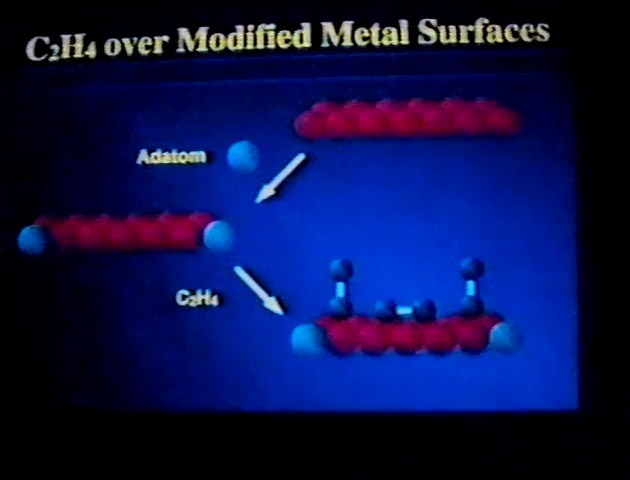 C₂H₄ over Modified Metal Surfaces
Adatom
C₂H₄